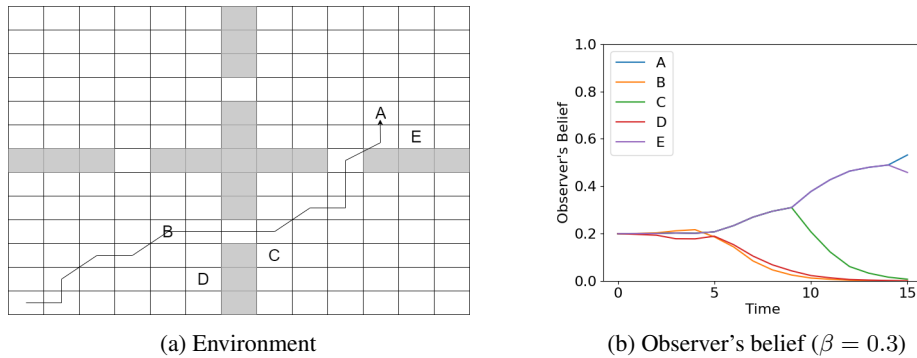 A
E
B
C
D
(a) Environment
1.0
0.8
0.6
0.4
0.2
0.0
Observer's Belief
A
B
C
D
E
0 5 10 15
Time
(b) Observer's belief (β = 0.3)